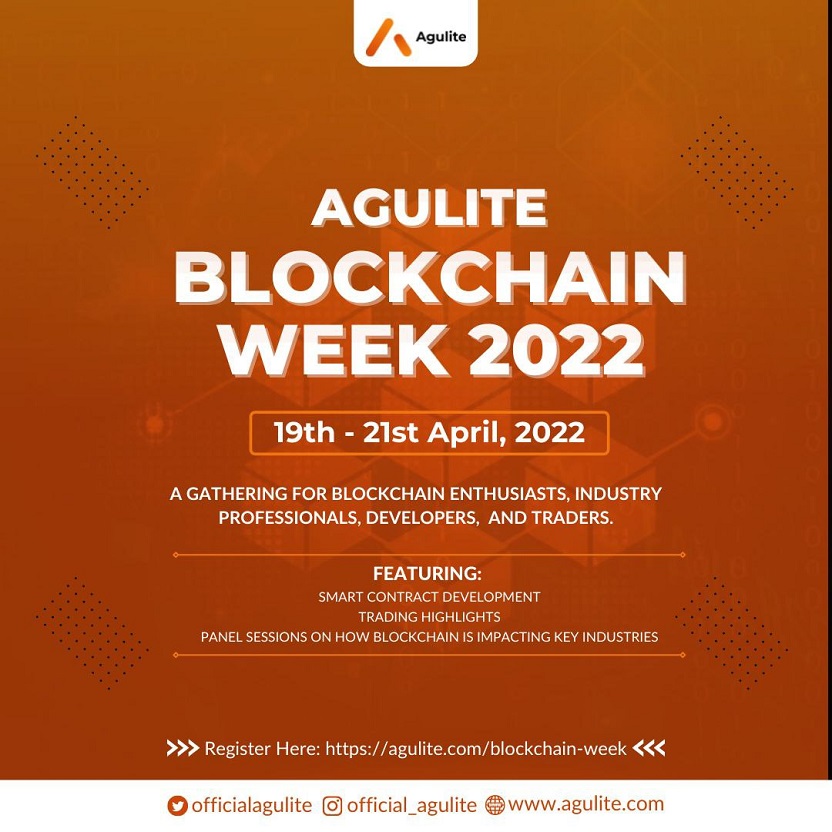 Agulite
AGULITE
BLOCKCHAIN
WEEK 2022
19th - 21st April, 2022
A GATHERING FOR BLOCKCHAIN ENTHUSIASTS, INDUSTRY
PROFESSIONALS, DEVELOPERS, AND TRADERS.
FEATURING:
SMART CONTRACT DEVELOPMENT
TRADING HIGHLIGHTS
PANEL SESSIONS ON HOW BLOCKCHAIN IS IMPACTING KEY INDUSTRIES
Register Here: https://agulite.com/blockchain-week
officialagulite official_agulite www.agulite.com